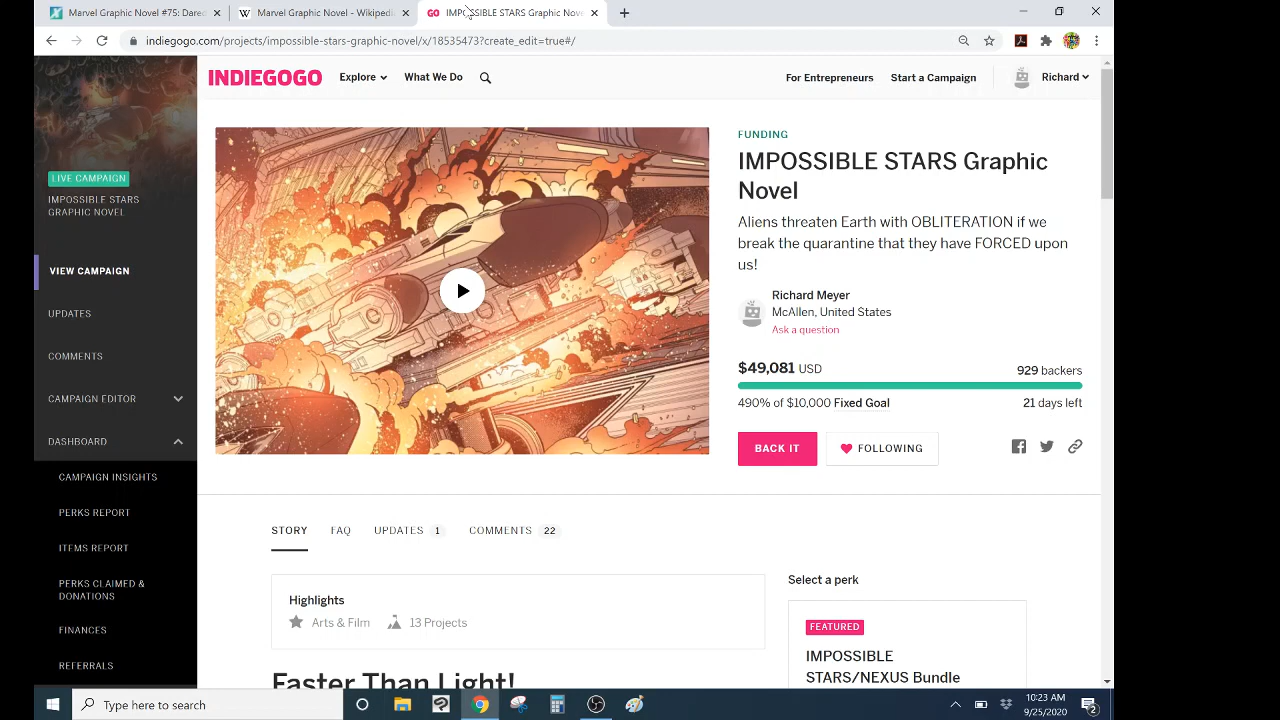 Marvel Graphic Novel #75: Dared
Marvel Graphic Novel - Wikipedi
GO IMPOSSIBLE STARS Graphic Nov
indiegogo.com/projects/impossible-stars-graphic-novel/x/18535473?create_edit=true#/
INDIEGOGO
Explore
What We Do
For Entrepreneurs
Start a Campaign
Richard
LIVE CAMPAIGN
IMPOSSIBLE STARS
GRAPHIC NOVEL
VIEW CAMPAIGN
UPDATES
COMMENTS
CAMPAIGN EDITOR
DASHBOARD
CAMPAIGN INSIGHTS
PERKS REPORT
ITEMS REPORT
PERKS CLAIMED &
DONATIONS
FINANCES
REFERRALS
FUNDING
IMPOSSIBLE STARS Graphic
Novel
Aliens threaten Earth with OBLITERATION if we
break the quarantine that they have FORCED upon
us!
Richard Meyer
McAllen, United States
Ask a question
$49,081 USD
929 backers
490% of $10,000 Fixed Goal
21 days left
BACK IT
FOLLOWING
STORY
FAQ
UPDATES 1
COMMENTS 22
Highlights
Arts & Film
13 Projects
Faster Than Light!
Select a perk
FEATURED
IMPOSSIBLE
STARS/NEXUS Bundle
Type here to search
10:23 AM
9/25/2020
2